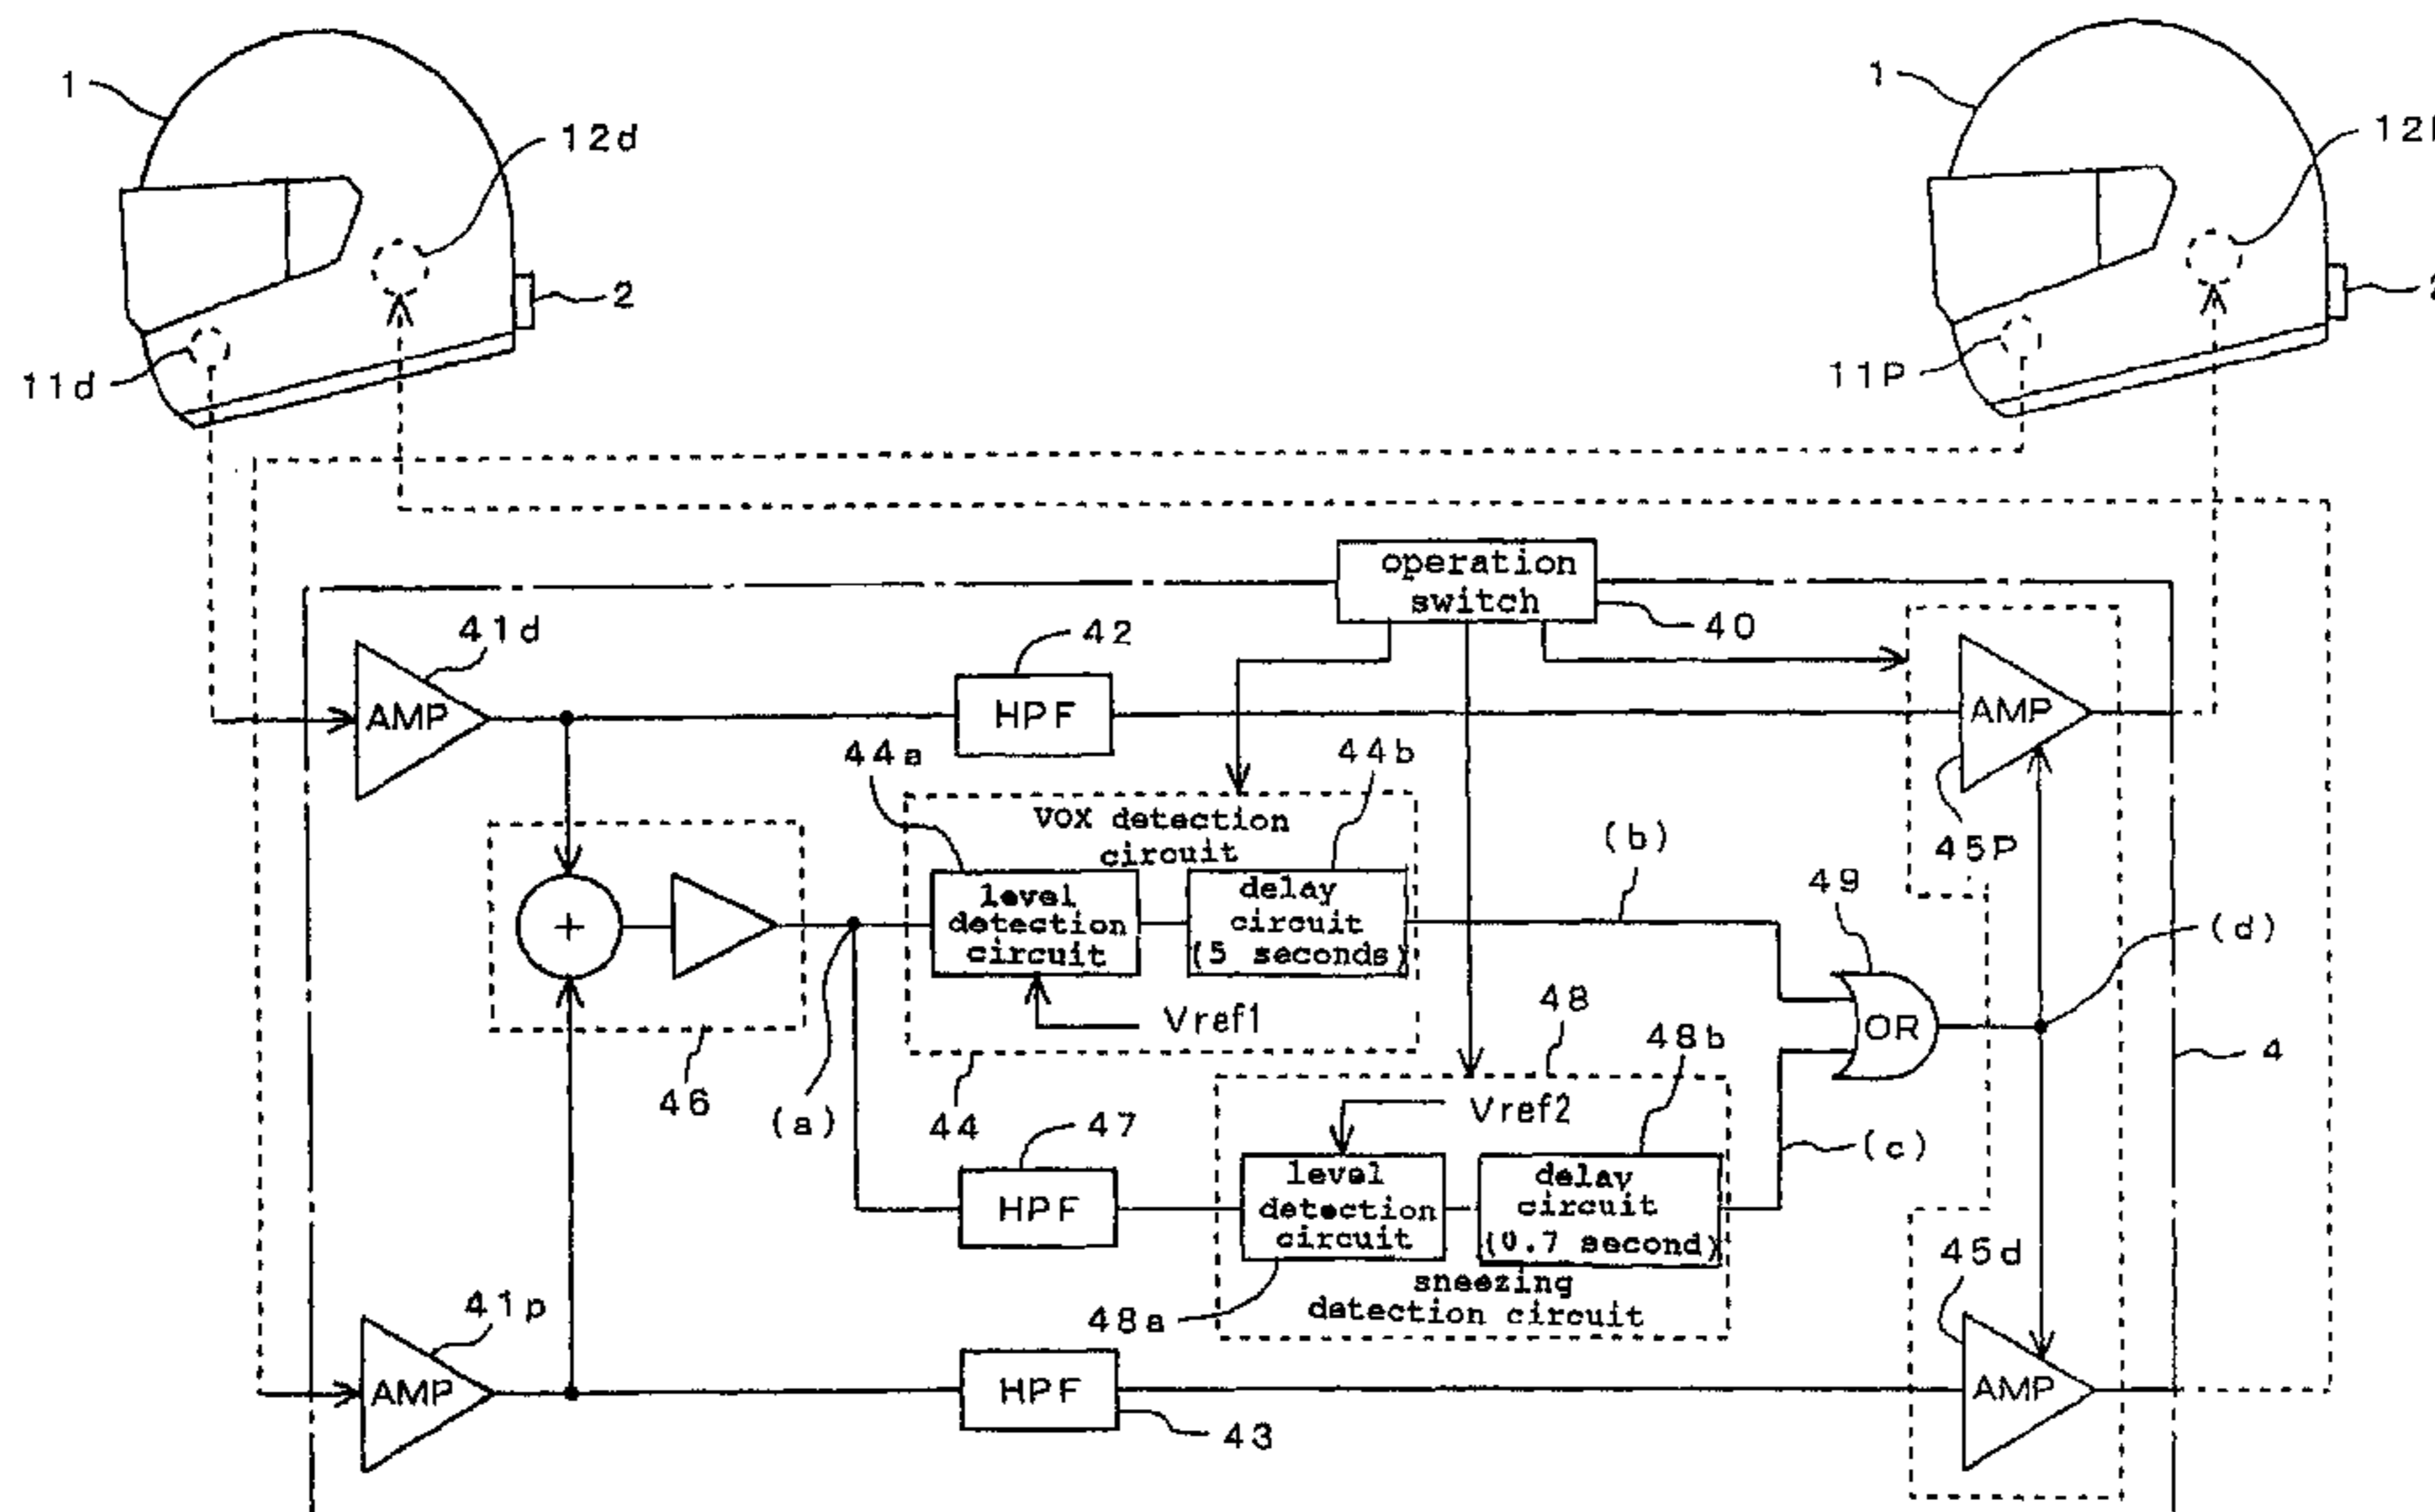 1
12d
2
11d
1
12
2
11P
operation
switch
40
41d
AMP
42
HPF
AMP
45P
44a
44b
VOX detection
circuit
level
detection
circuit
delay
circuit
(5 seconds)
Vref1
44
+
46
(a)
(b)
49
OR
(d)
4
48
48b
Vref2
47
HPF
level
detection
circuit
delay
circuit
(0.7 second)
sneezing
detection circuit
48a
(c)
41p
AMP
HPF
43
45d
AMP